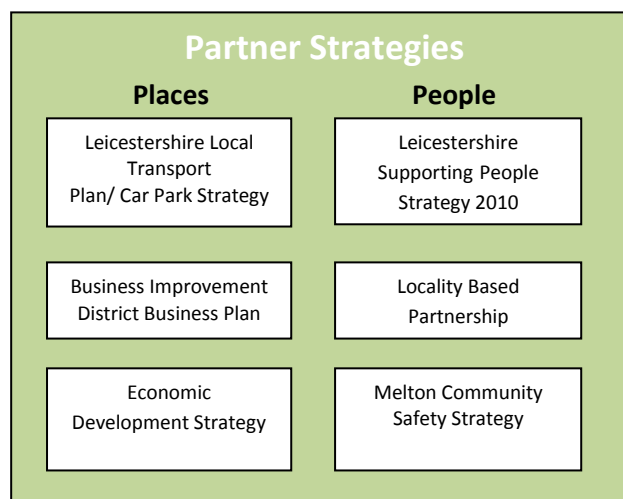 Partner Strategies
Places
Leicestershire Local
Transport
Plan/ Car Park Strategy
Business Improvement
District Business Plan
Economic
Development Strategy
People
Leicestershire
Supporting People
Strategy 2010
Locality Based
Partnership
Melton Community
Safety Strategy